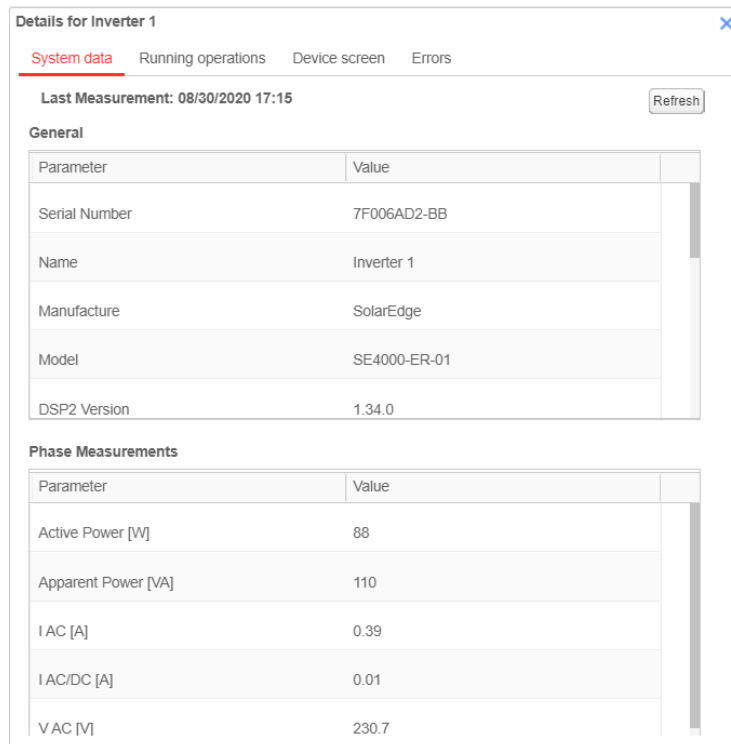 Details for Inverter 1
System data Running operations Device screen Errors
Last Measurement: 08/30/2020 17:15 Refresh
General
Parameter Value
Serial Number 7F006AD2-BB
Name Inverter 1
Manufacture SolarEdge
Model SE4000-ER-01
DSP2 Version 1.34.0
Phase Measurements
Parameter Value
Active Power [W] 88
Apparent Power [VA] 110
I AC [A] 0.39
I AC/DC [A] 0.01
V AC [V] 230.7